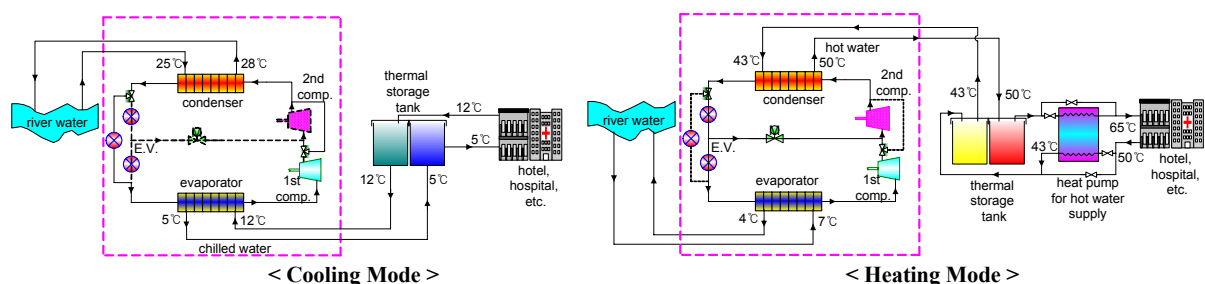 25℃
28℃
2nd
comp.
condenser
river water
E.V.
1st
comp.
evaporator
5℃
12℃
chilled water
thermal
storage
tank
12℃
5℃
12℃
5℃
hotel,
hospital,
etc.
< Cooling Mode >
hot water
43℃
50℃
2nd
comp.
condenser
river water
E.V.
1st
comp.
evaporator
4℃
7℃
43℃
50℃
43℃
65℃
50℃
thermal
storage
tank
heat pump
for hot water
supply
hotel,
hospital,
etc.
< Heating Mode >